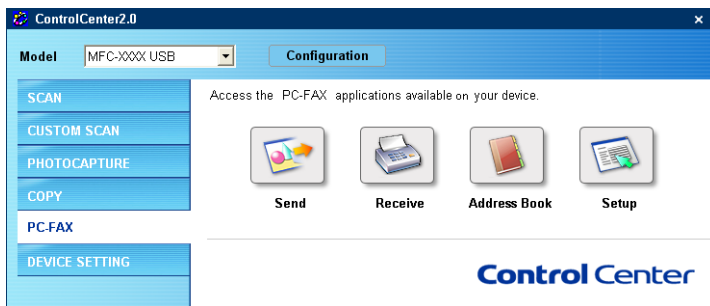 ControlCenter2.0
Model MFC-XXXX USB Configuration
SCAN
CUSTOM SCAN
PHOTOCAPTURE
COPY
PC-FAX
DEVICE SETTING
Access the PC-FAX applications available on your device.
Send Receive Address Book Setup
Control Center